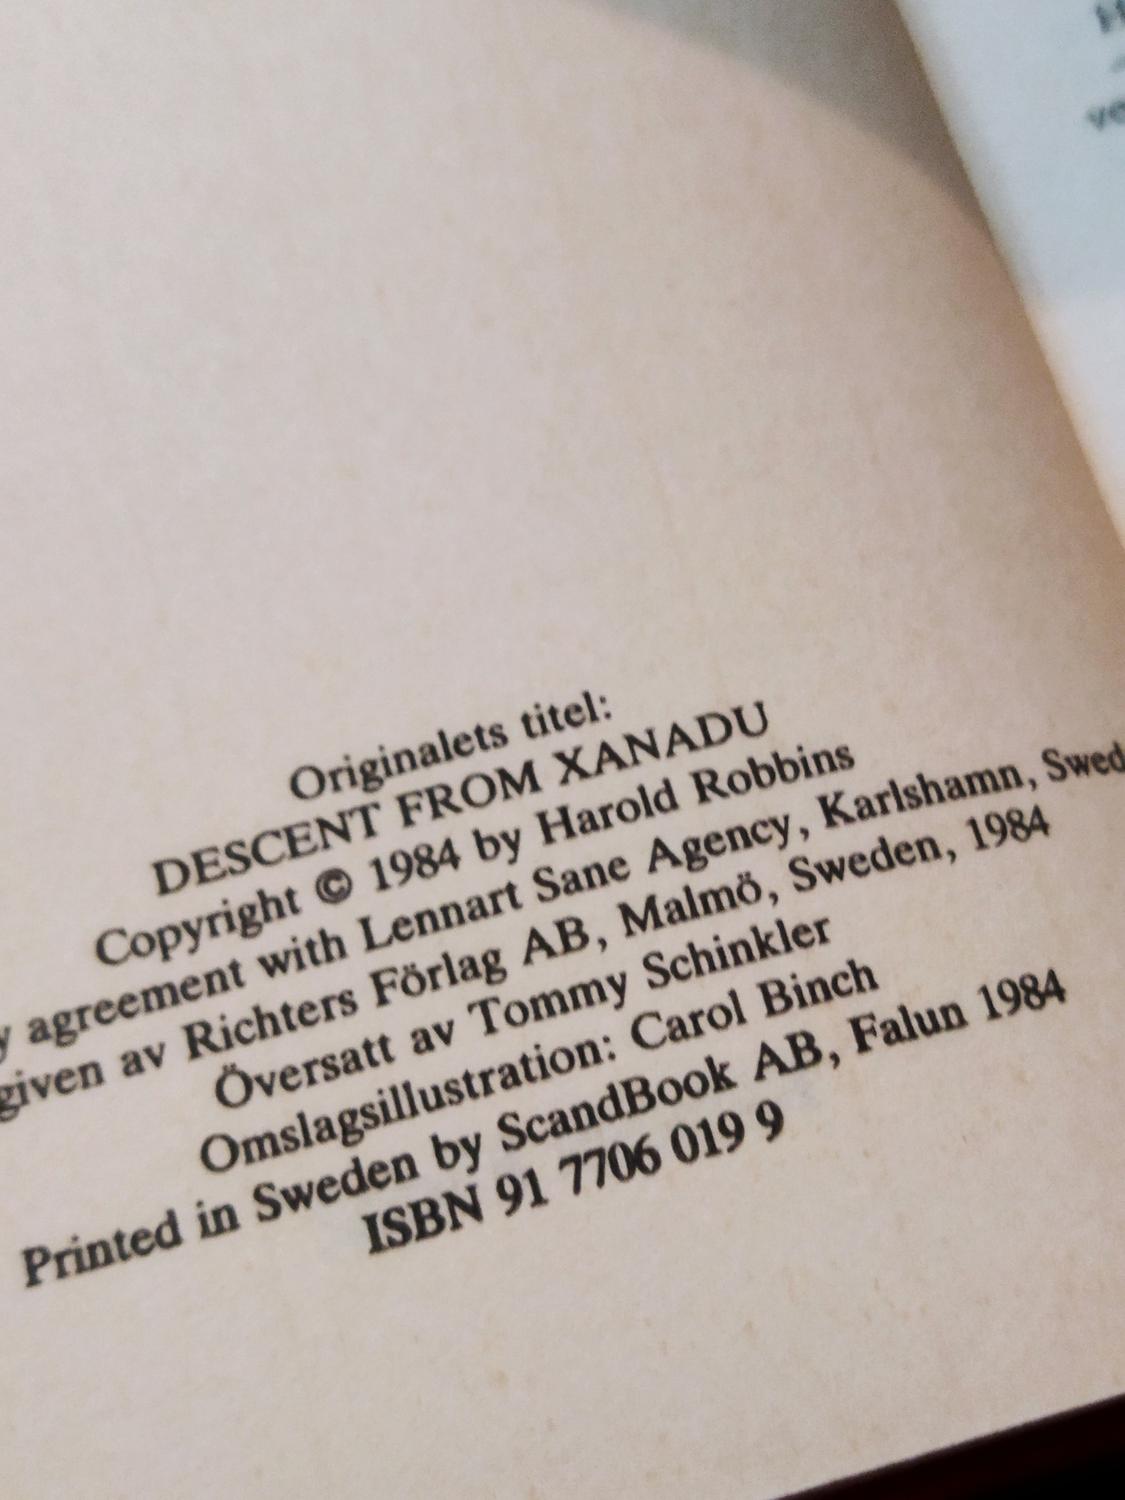 Originalets titel:
DESCENT FROM XANADU
Copyright © 1984 by Harold Robbins
agreement with Lennart Sane Agency, Karlshamn, Swed
given av Richters Förlag AB, Malmö, Sweden, 1984
Översatt av Tommy Schinkler
Omslagsillustration: Carol Binch
Printed in Sweden by ScandBook AB, Falun 1984
ISBN 91 7706 019 9